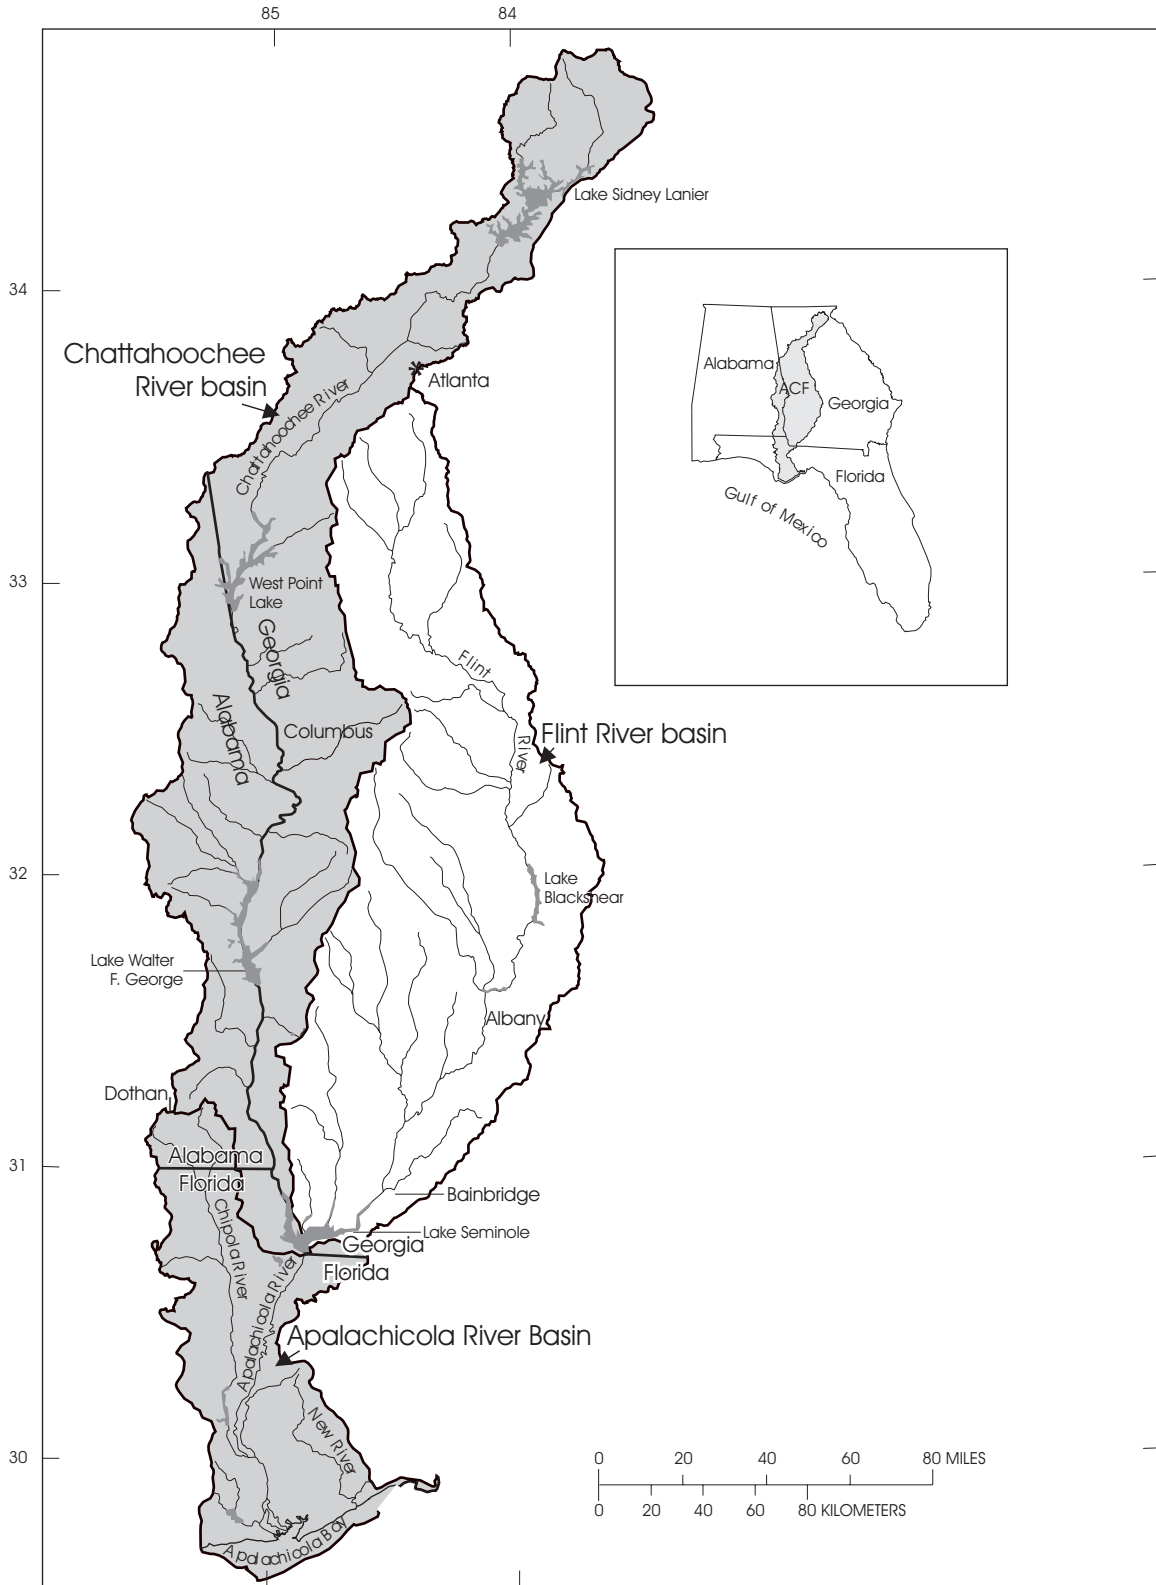 85
84
Lake Sidney Lanier
34
Chattahoochee
River basin
Atlanta
Chattahoochee River
Alabama
ACF
Georgia
Florida
Gulf of Mexico
33
West Point
Lake
Georgia
Alabama
Flint
River
Columbus
Flint River basin
32
Lake
Blackshear
Lake Walter
F. George
Albany
Dothan
31
Alabama
Florida
Bainbridge
Lake Seminole
Georgia
Florida
Chipola River
Apalachicola River
Apalachicola River Basin
New River
30
0 20 40 60 80 MILES
0 20 40 60 80 KILOMETERS
Apalachicola Bay